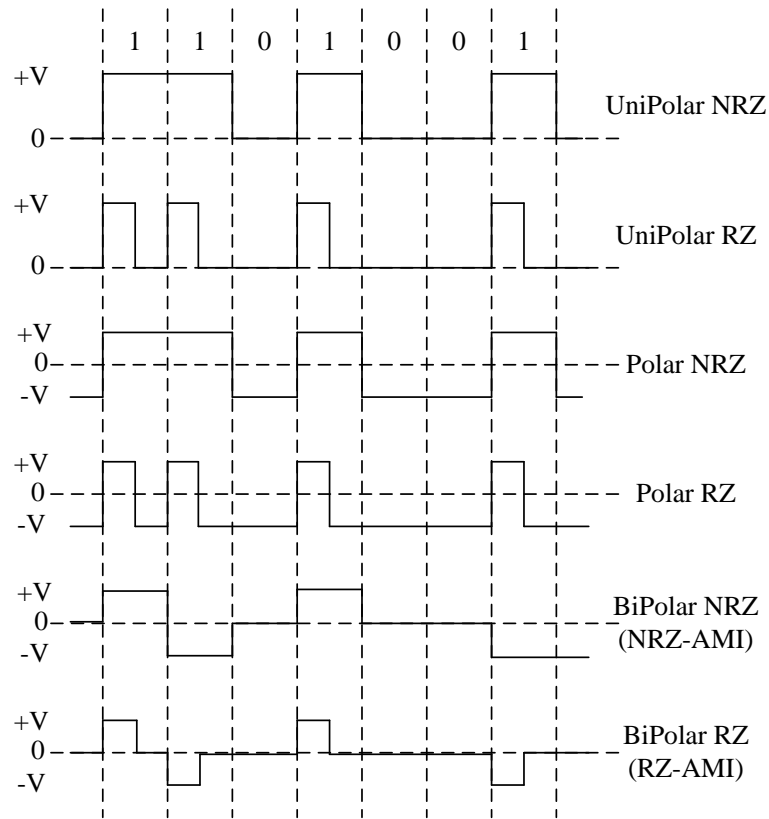 1 1 0 1 0 0 1
+V
0
UniPolar NRZ
+V
0
UniPolar RZ
+V
0
-V
Polar NRZ
+V
0
-V
Polar RZ
+V
0
-V
BiPolar NRZ
(NRZ-AMI)
+V
0
-V
BiPolar RZ
(RZ-AMI)